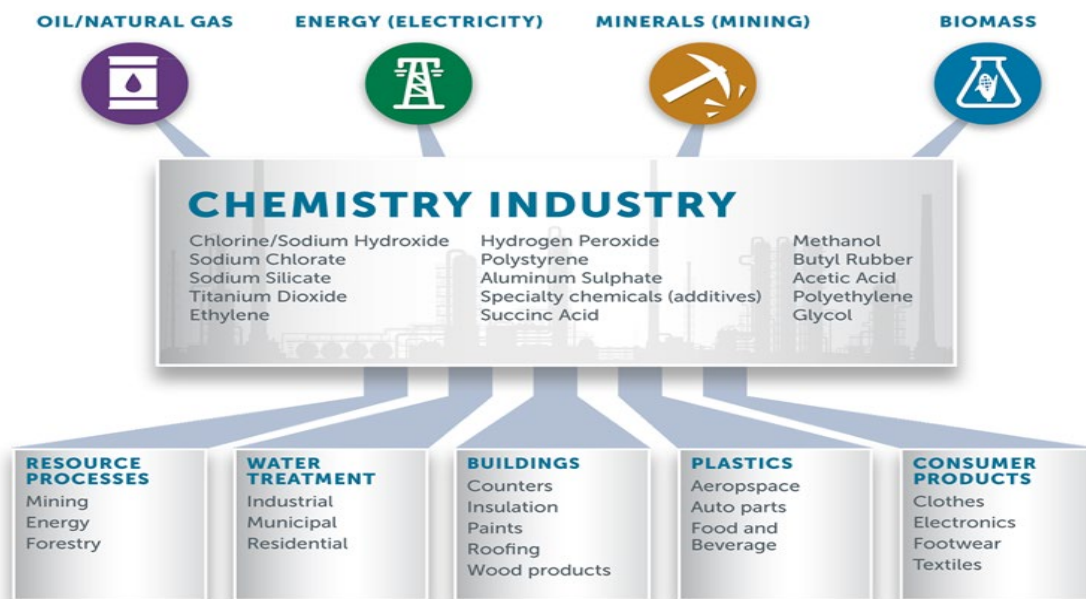 OIL/NATURAL GAS
ENERGY (ELECTRICITY)
MINERALS (MINING)
BIOMASS
CHEMISTRY INDUSTRY
Chlorine/Sodium Hydroxide
Sodium Chlorate
Sodium Silicate
Titanium Dioxide
Ethylene
Hydrogen Peroxide
Polystyrene
Aluminum Sulphate
Specialty chemicals (additives)
Succinc Acid
Methanol
Butyl Rubber
Acetic Acid
Polyethylene
Glycol
RESOURCE
PROCESSES
Mining
Energy
Forestry
WATER
TREATMENT
Industrial
Municipal
Residential
BUILDINGS
Counters
Insulation
Paints
Roofing
Wood products
PLASTICS
Aeropspace
Auto parts
Food and
Beverage
CONSUMER
PRODUCTS
Clothes
Electronics
Footwear
Textiles